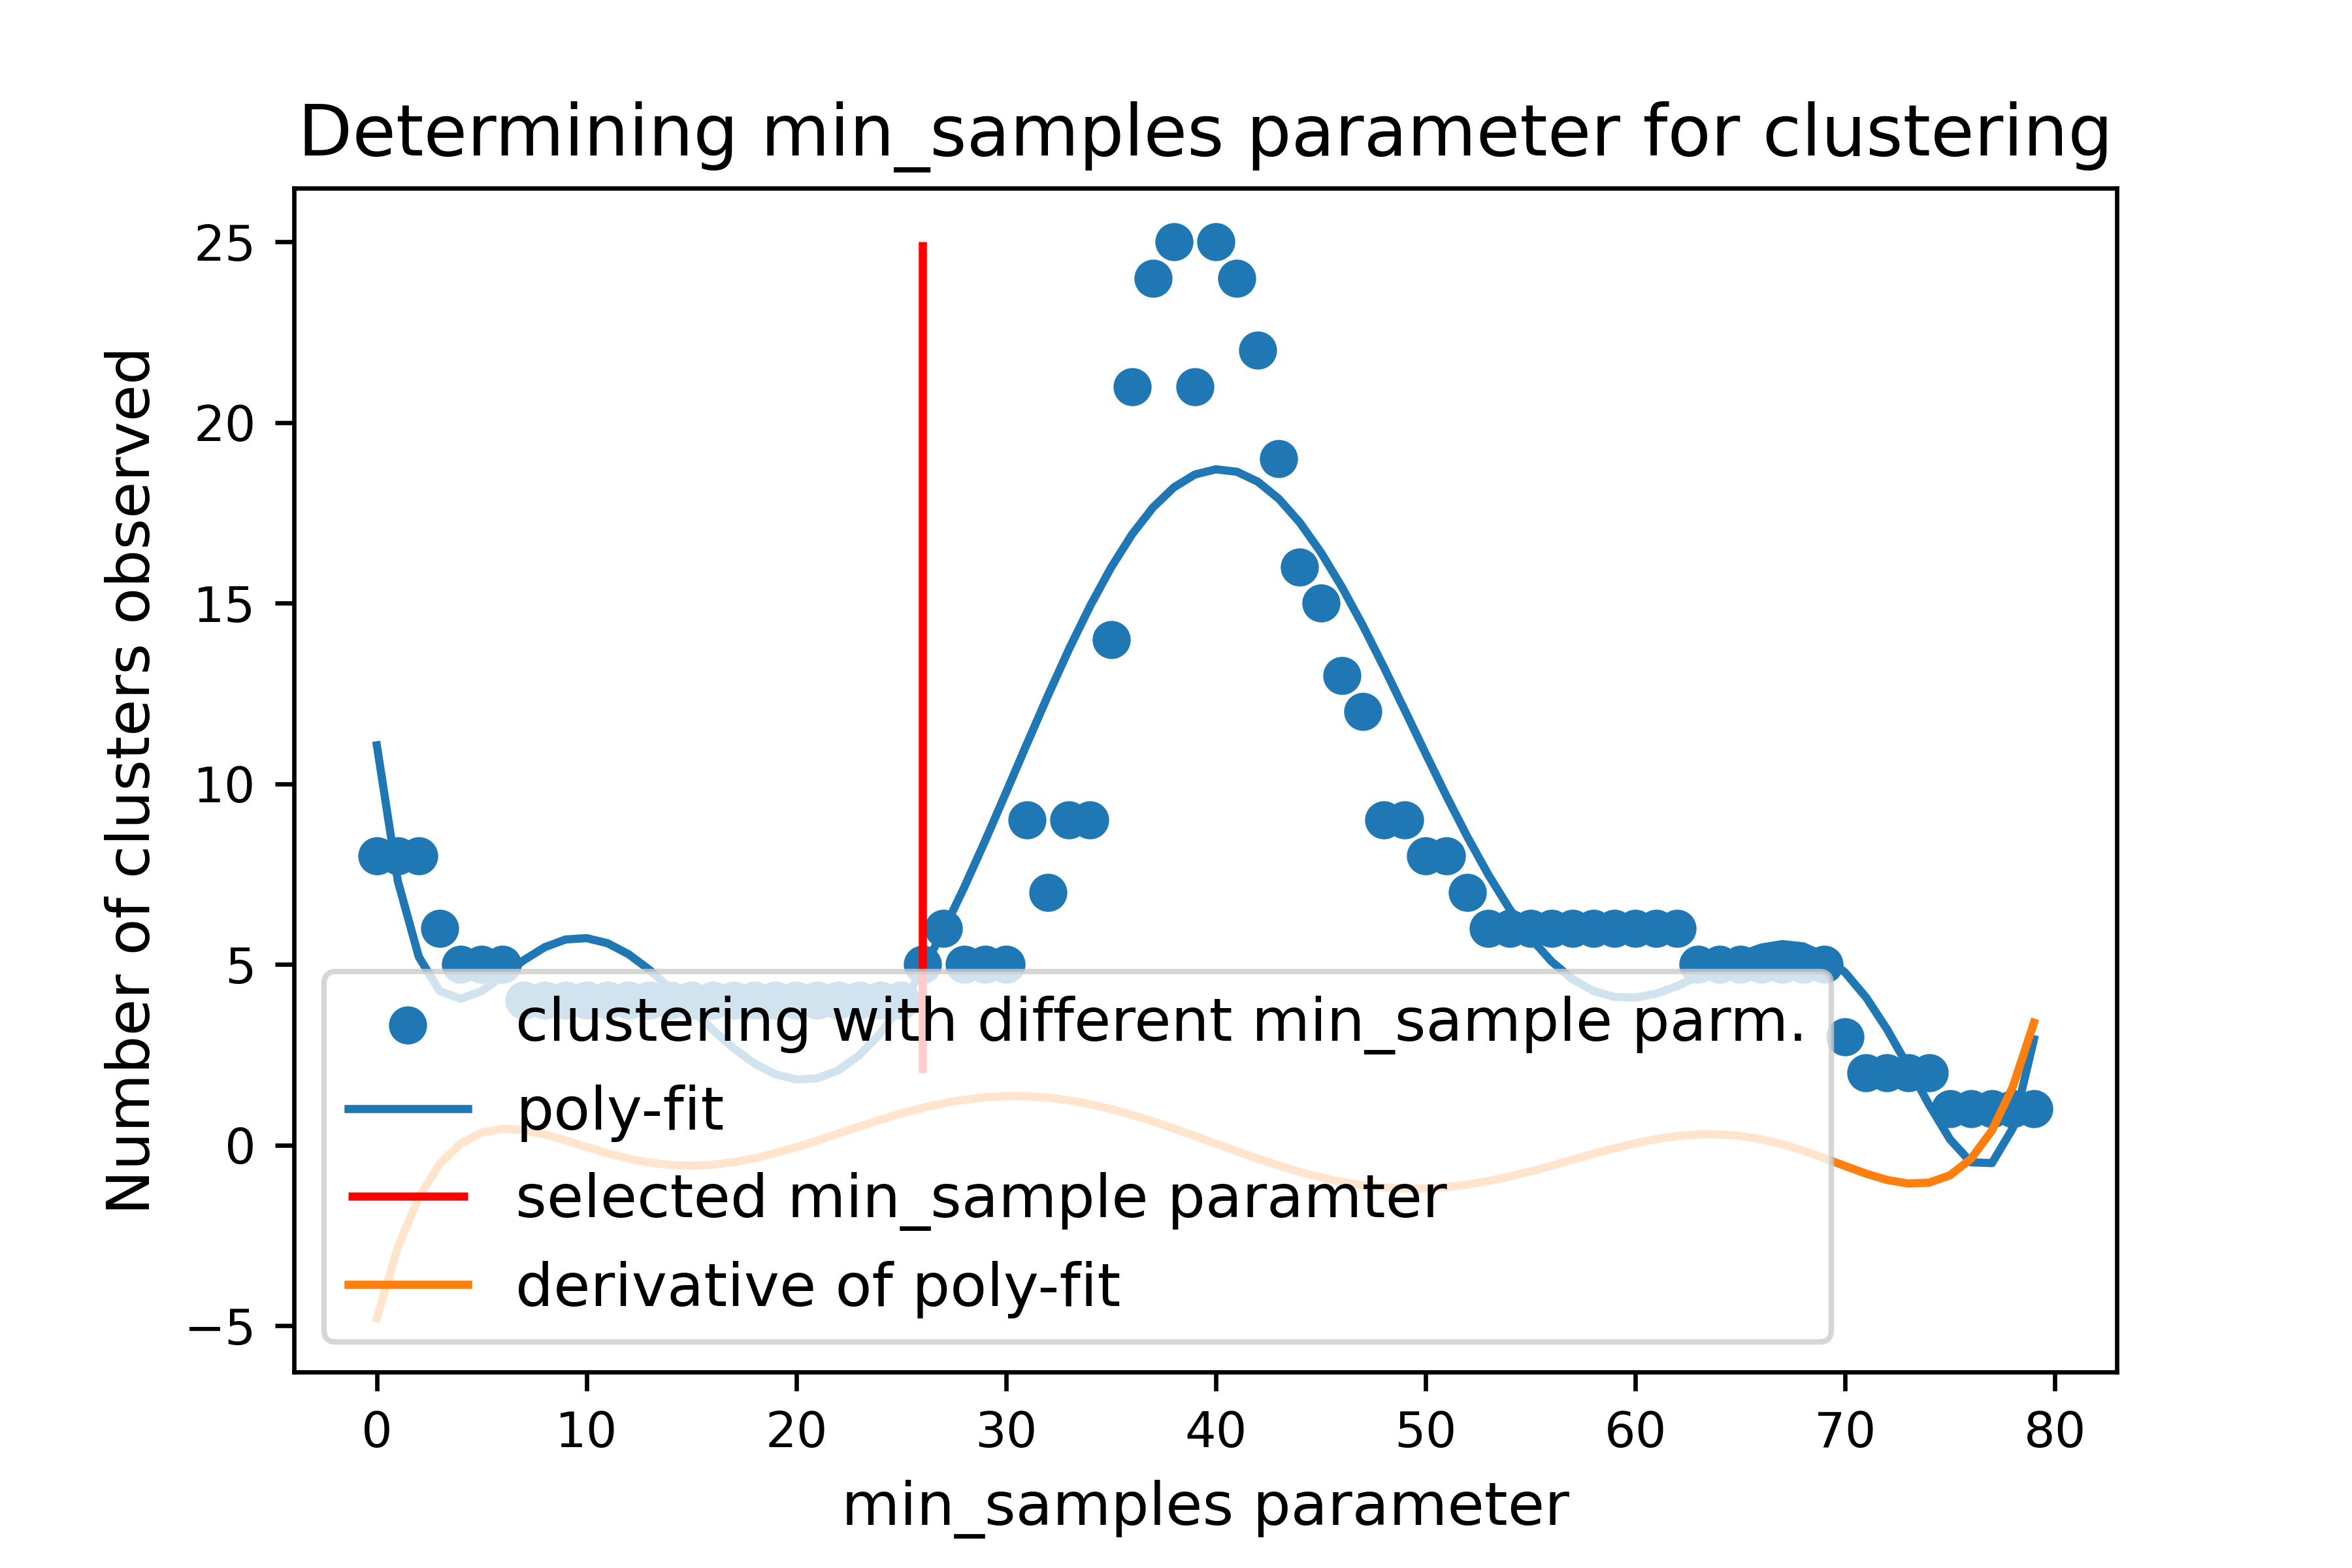 Determining min_samples parameter for clustering
Number of clusters observed
25
20
15
10
5
0
−5
clustering with different min_sample parm.
poly-fit
selected min_sample paramter
derivative of poly-fit
0 10 20 30 40 50 60 70 80
min_samples parameter